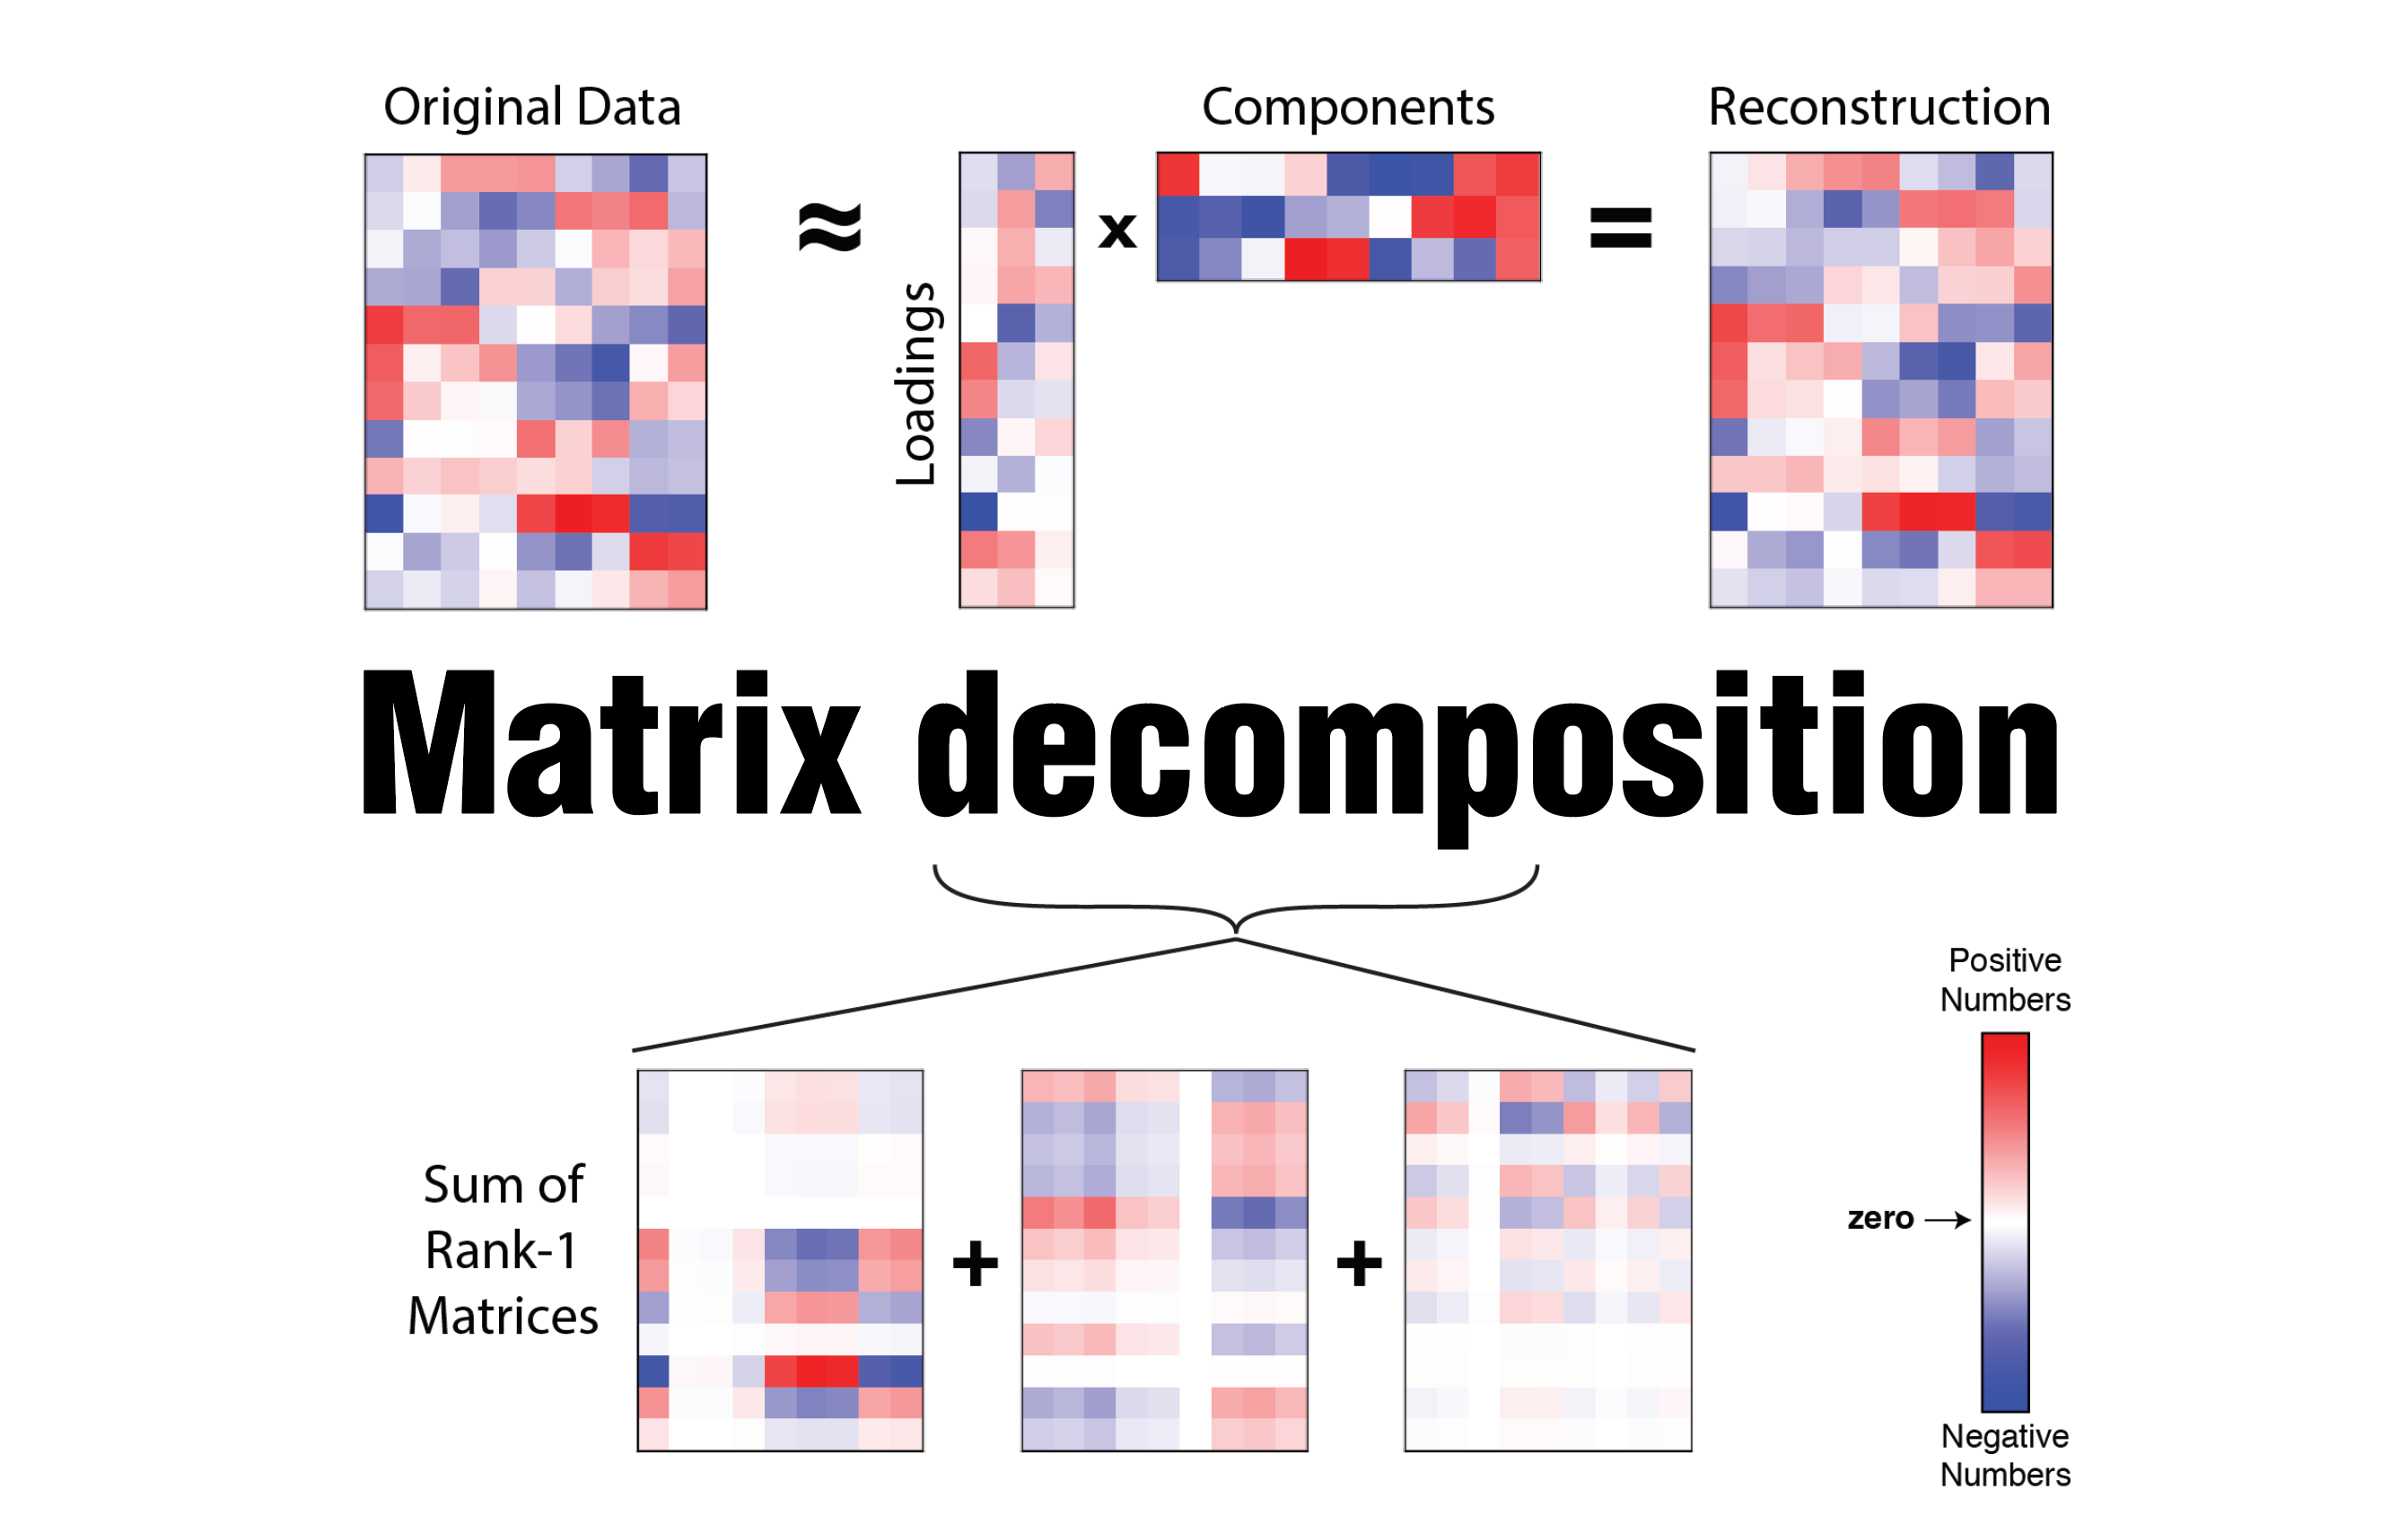 Original Data
Components
Reconstruction
≈
x
=
Loadings
Matrix decomposition
Positive
Numbers
Sum of
Rank-1
Matrices
+
+
zero
Negative
Numbers